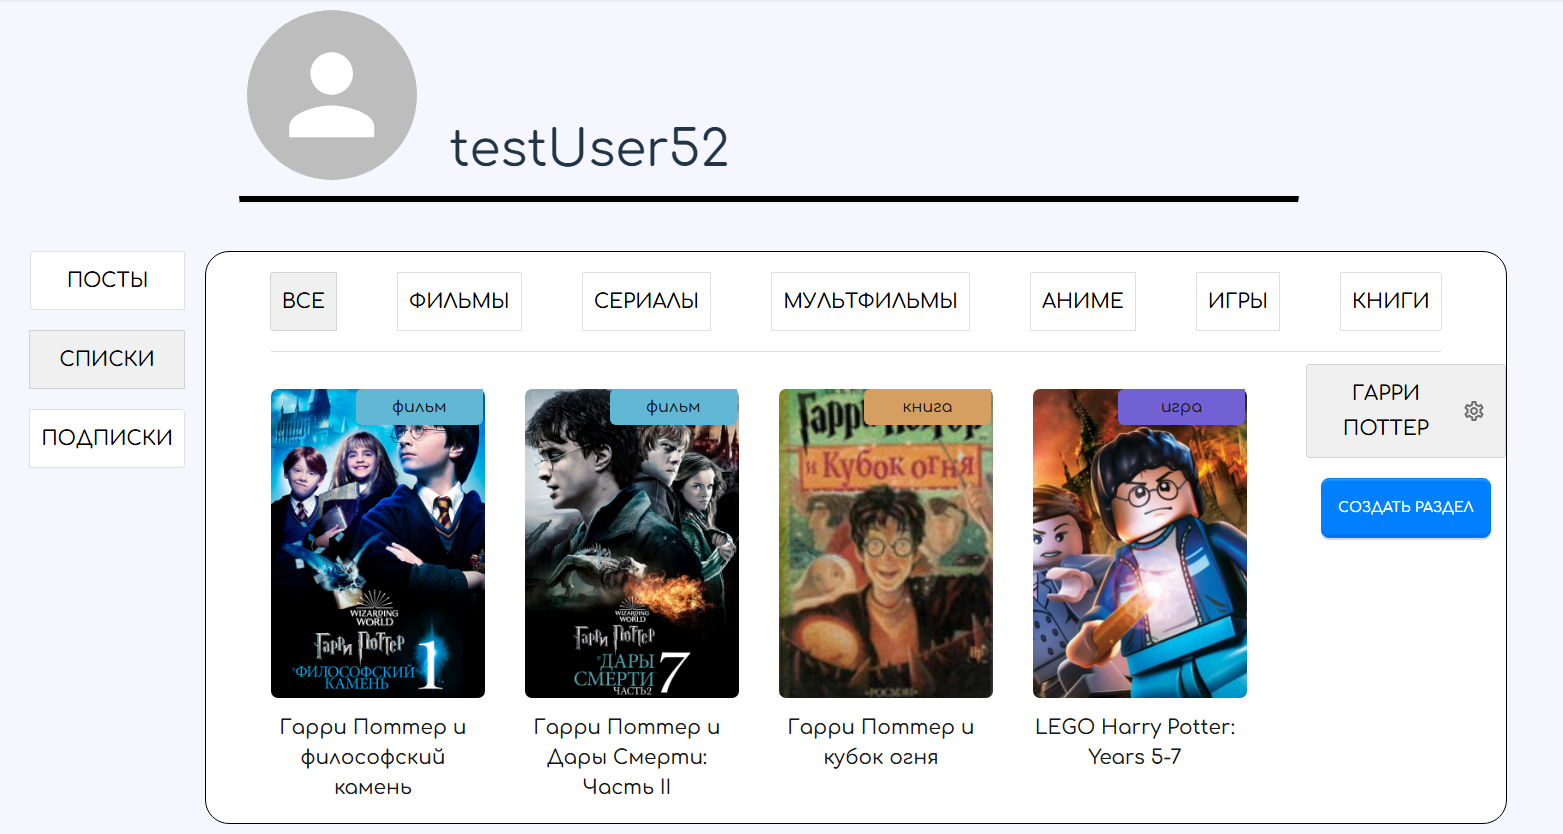 testUser52
ПОСТЫ
СПИСКИ
ПОДПИСКИ
ВСЕ
ФИЛЬМЫ
СЕРИАЛЫ
МУЛЬТФИЛЬМЫ
АНИМЕ
ИГРЫ
КНИГИ
фильм
WIZARDING
WORLD
Гарри Поттер
и ФИЛОСОФСКИЙ
КАМЕНЬ
1
Гарри Поттер и
философский
камень
фильм
WIZARDING
WORLD
Гарри Поттер
и ДАРЫ
СМЕРТИ
ЧАСТЬ 2
7
Гарри Поттер и
Дары Смерти:
Часть II
книга
и Кубок огня
РОСМЭН
Гарри Поттер и
кубок огня
игра
LEGO Harry Potter:
Years 5-7
ГАРРИ
ПОТТЕР
СОЗДАТЬ РАЗДЕЛ